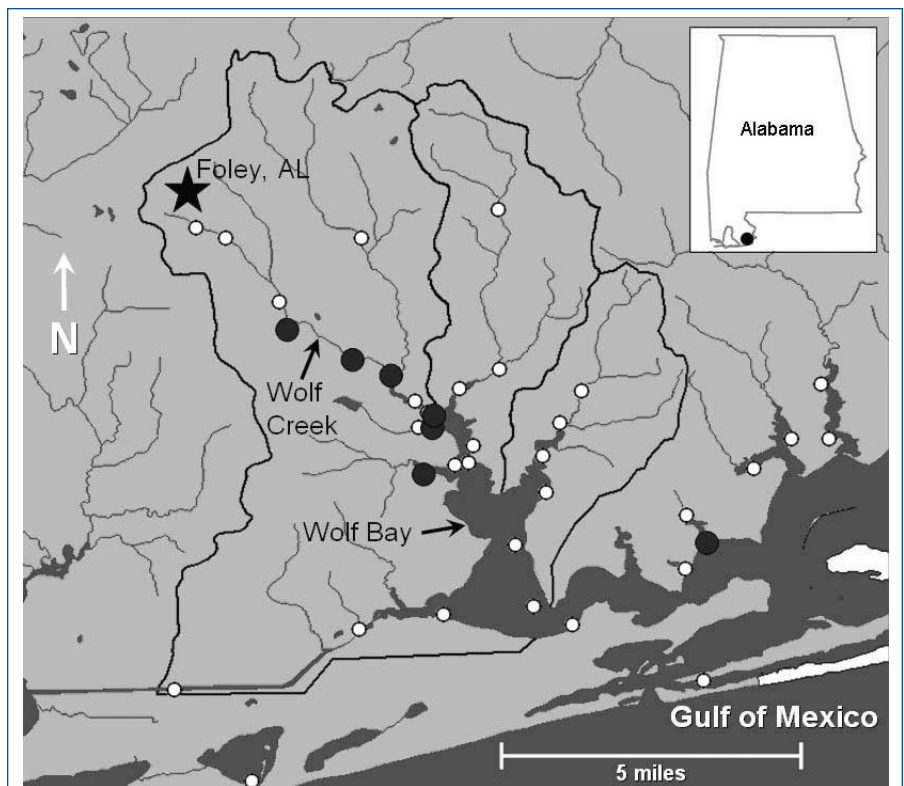 Alabama
Foley, AL
N
Wolf
Creek
Wolf Bay
Gulf of Mexico
5 miles